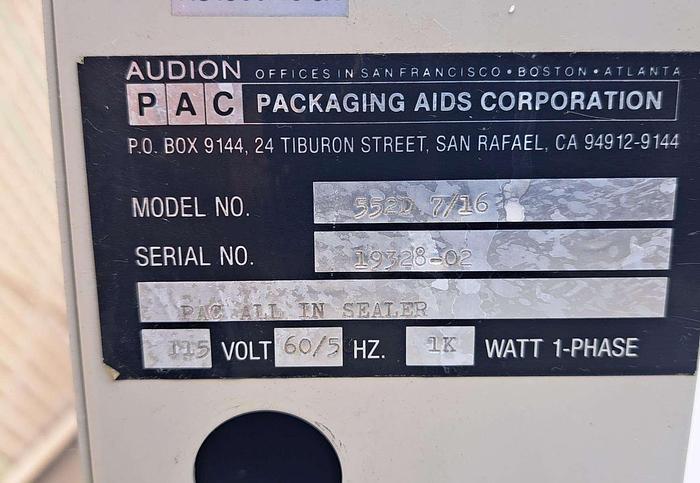 AUDION OFFICES IN SAN FRANCISCO • BOSTON • ATLANTA
PAC PACKAGING AIDS CORPORATION
P.O. BOX 9144, 24 TIBURON STREET, SAN RAFAEL, CA 94912-9144
MODEL NO. 552D 7/16
SERIAL NO. 19328-02
PAC ALL IN SEALER
115 VOLT 60/5 HZ. 1K WATT 1-PHASE